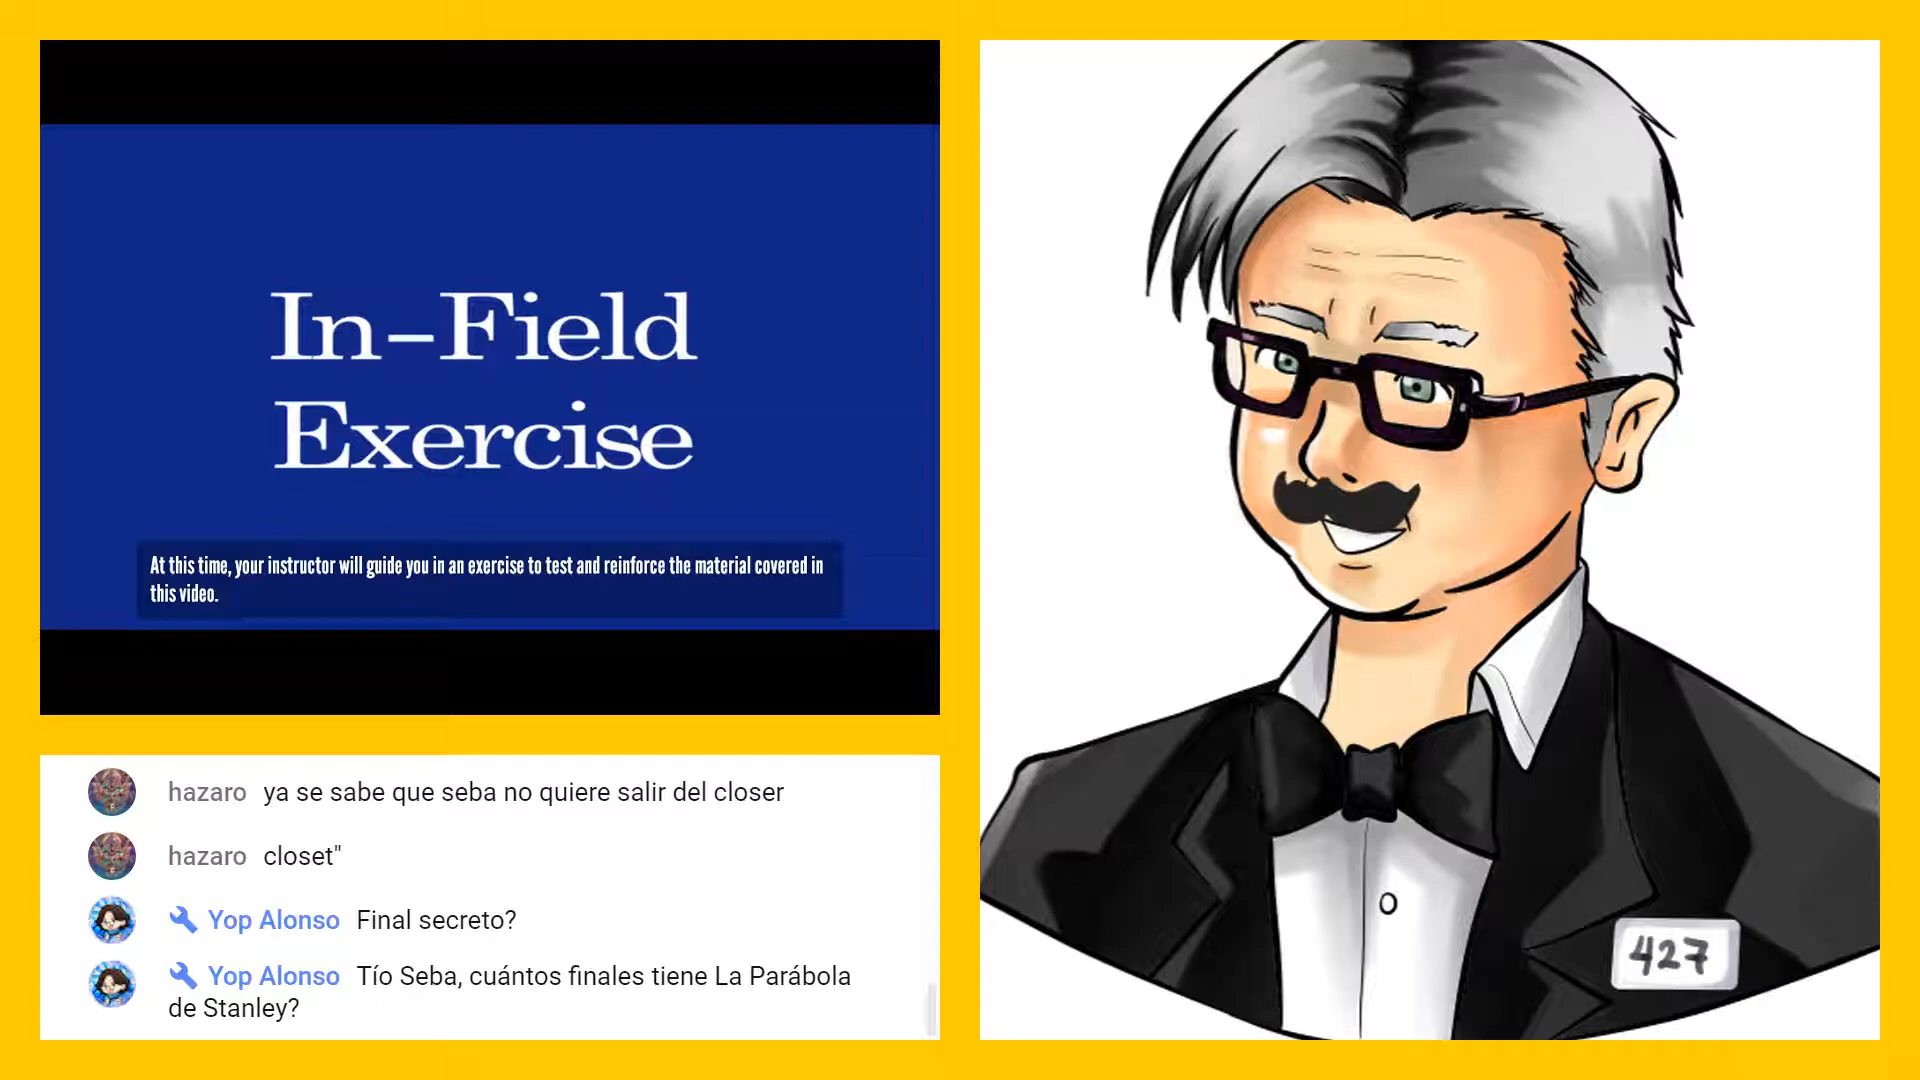 In-Field
Exercise
At this time, your instructor will guide you in an exercise to test and reinforce the material covered in
this video.
hazaro ya se sabe que seba no quiere salir del closer
hazaro closet"
Yop Alonso Final secreto?
Yop Alonso Tío Seba, cuántos finales tiene La Parábola
de Stanley?
427